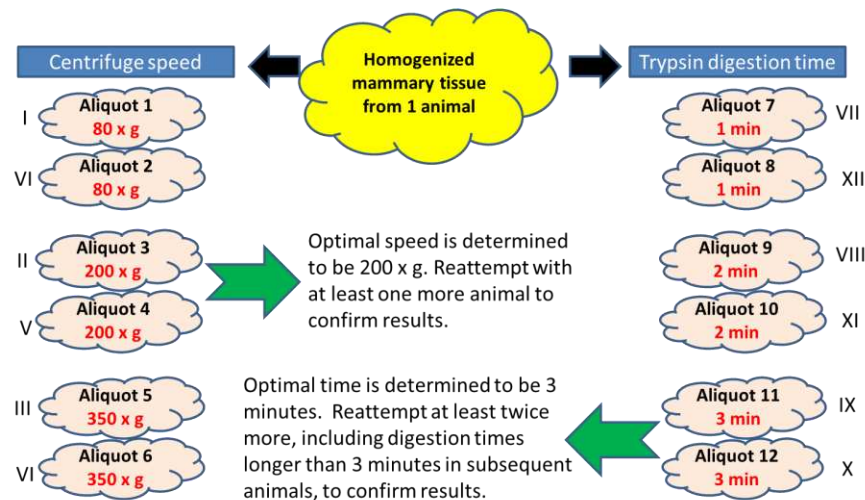 Homogenized
mammary tissue
from 1 animal
Centrifuge speed
I
Aliquot 1
80 x g
VI
Aliquot 2
80 x g
II
Aliquot 3
200 x g
V
Aliquot 4
200 x g
III
Aliquot 5
350 x g
VI
Aliquot 6
350 x g
Optimal speed is determined
to be 200 x g. Reattempt with
at least one more animal to
confirm results.
Trypsin digestion time
Aliquot 7
1 min
VII
Aliquot 8
1 min
XII
Aliquot 9
2 min
VIII
Aliquot 10
2 min
XI
Aliquot 11
3 min
IX
Aliquot 12
3 min
X
Optimal time is determined to be 3
minutes. Reattempt at least twice
more, including digestion times
longer than 3 minutes in subsequent
animals, to confirm results.